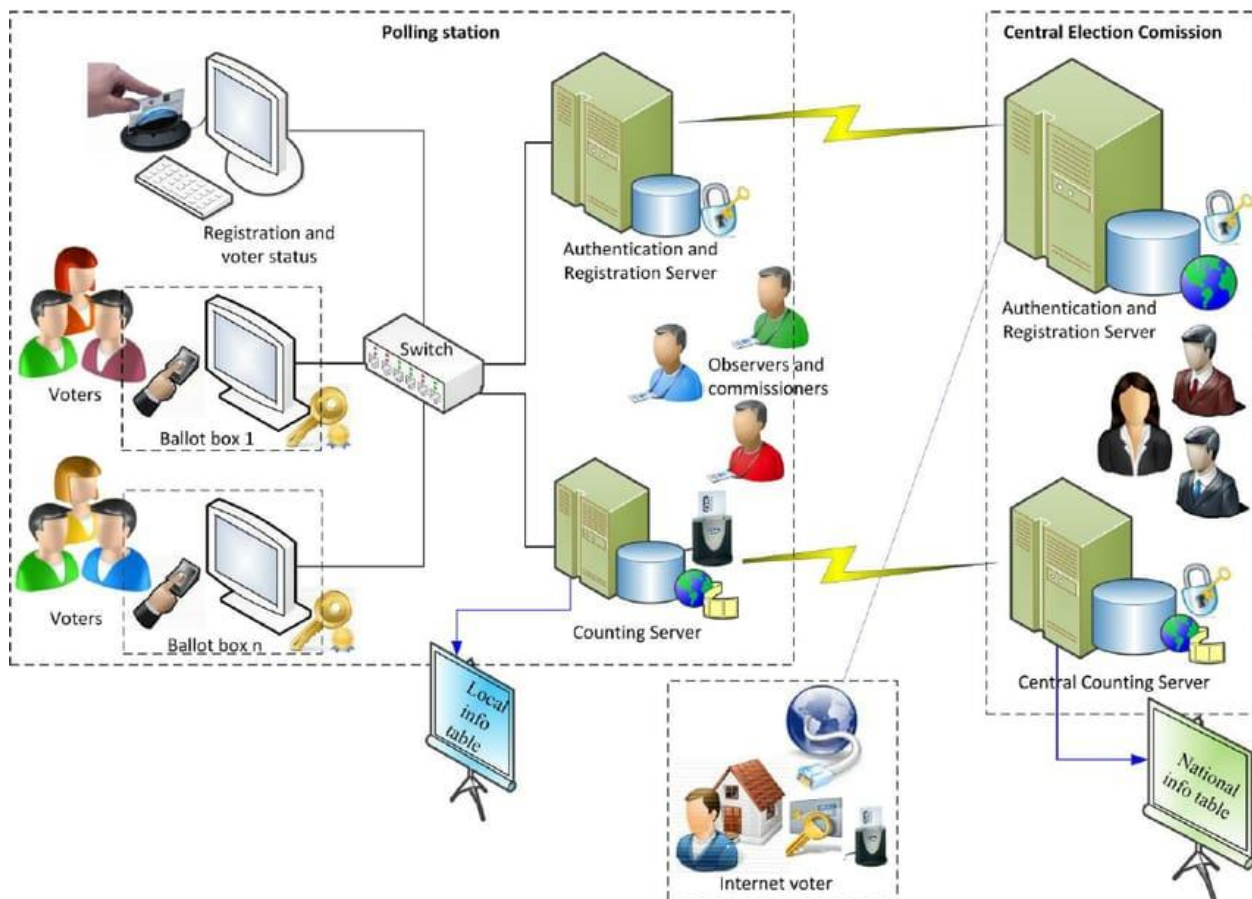 Polling station
Central Election Comission
Registration and
voter status
Authentication and
Registration Server
Authentication and
Registration Server
Voters
Ballot box 1
Switch
Observers and
commissioners
Voters
Ballot box n
Counting Server
Central Counting Server
Local
info
table
National
info table
Internet voter